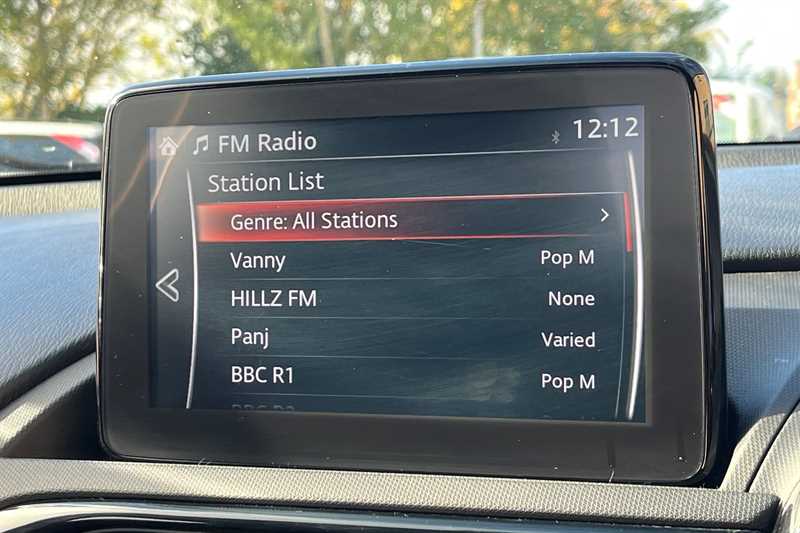 FM Radio 12:12
Station List
Genre: All Stations
Vanny Pop M
HILLZ FM None
Panj Varied
BBC R1 Pop M